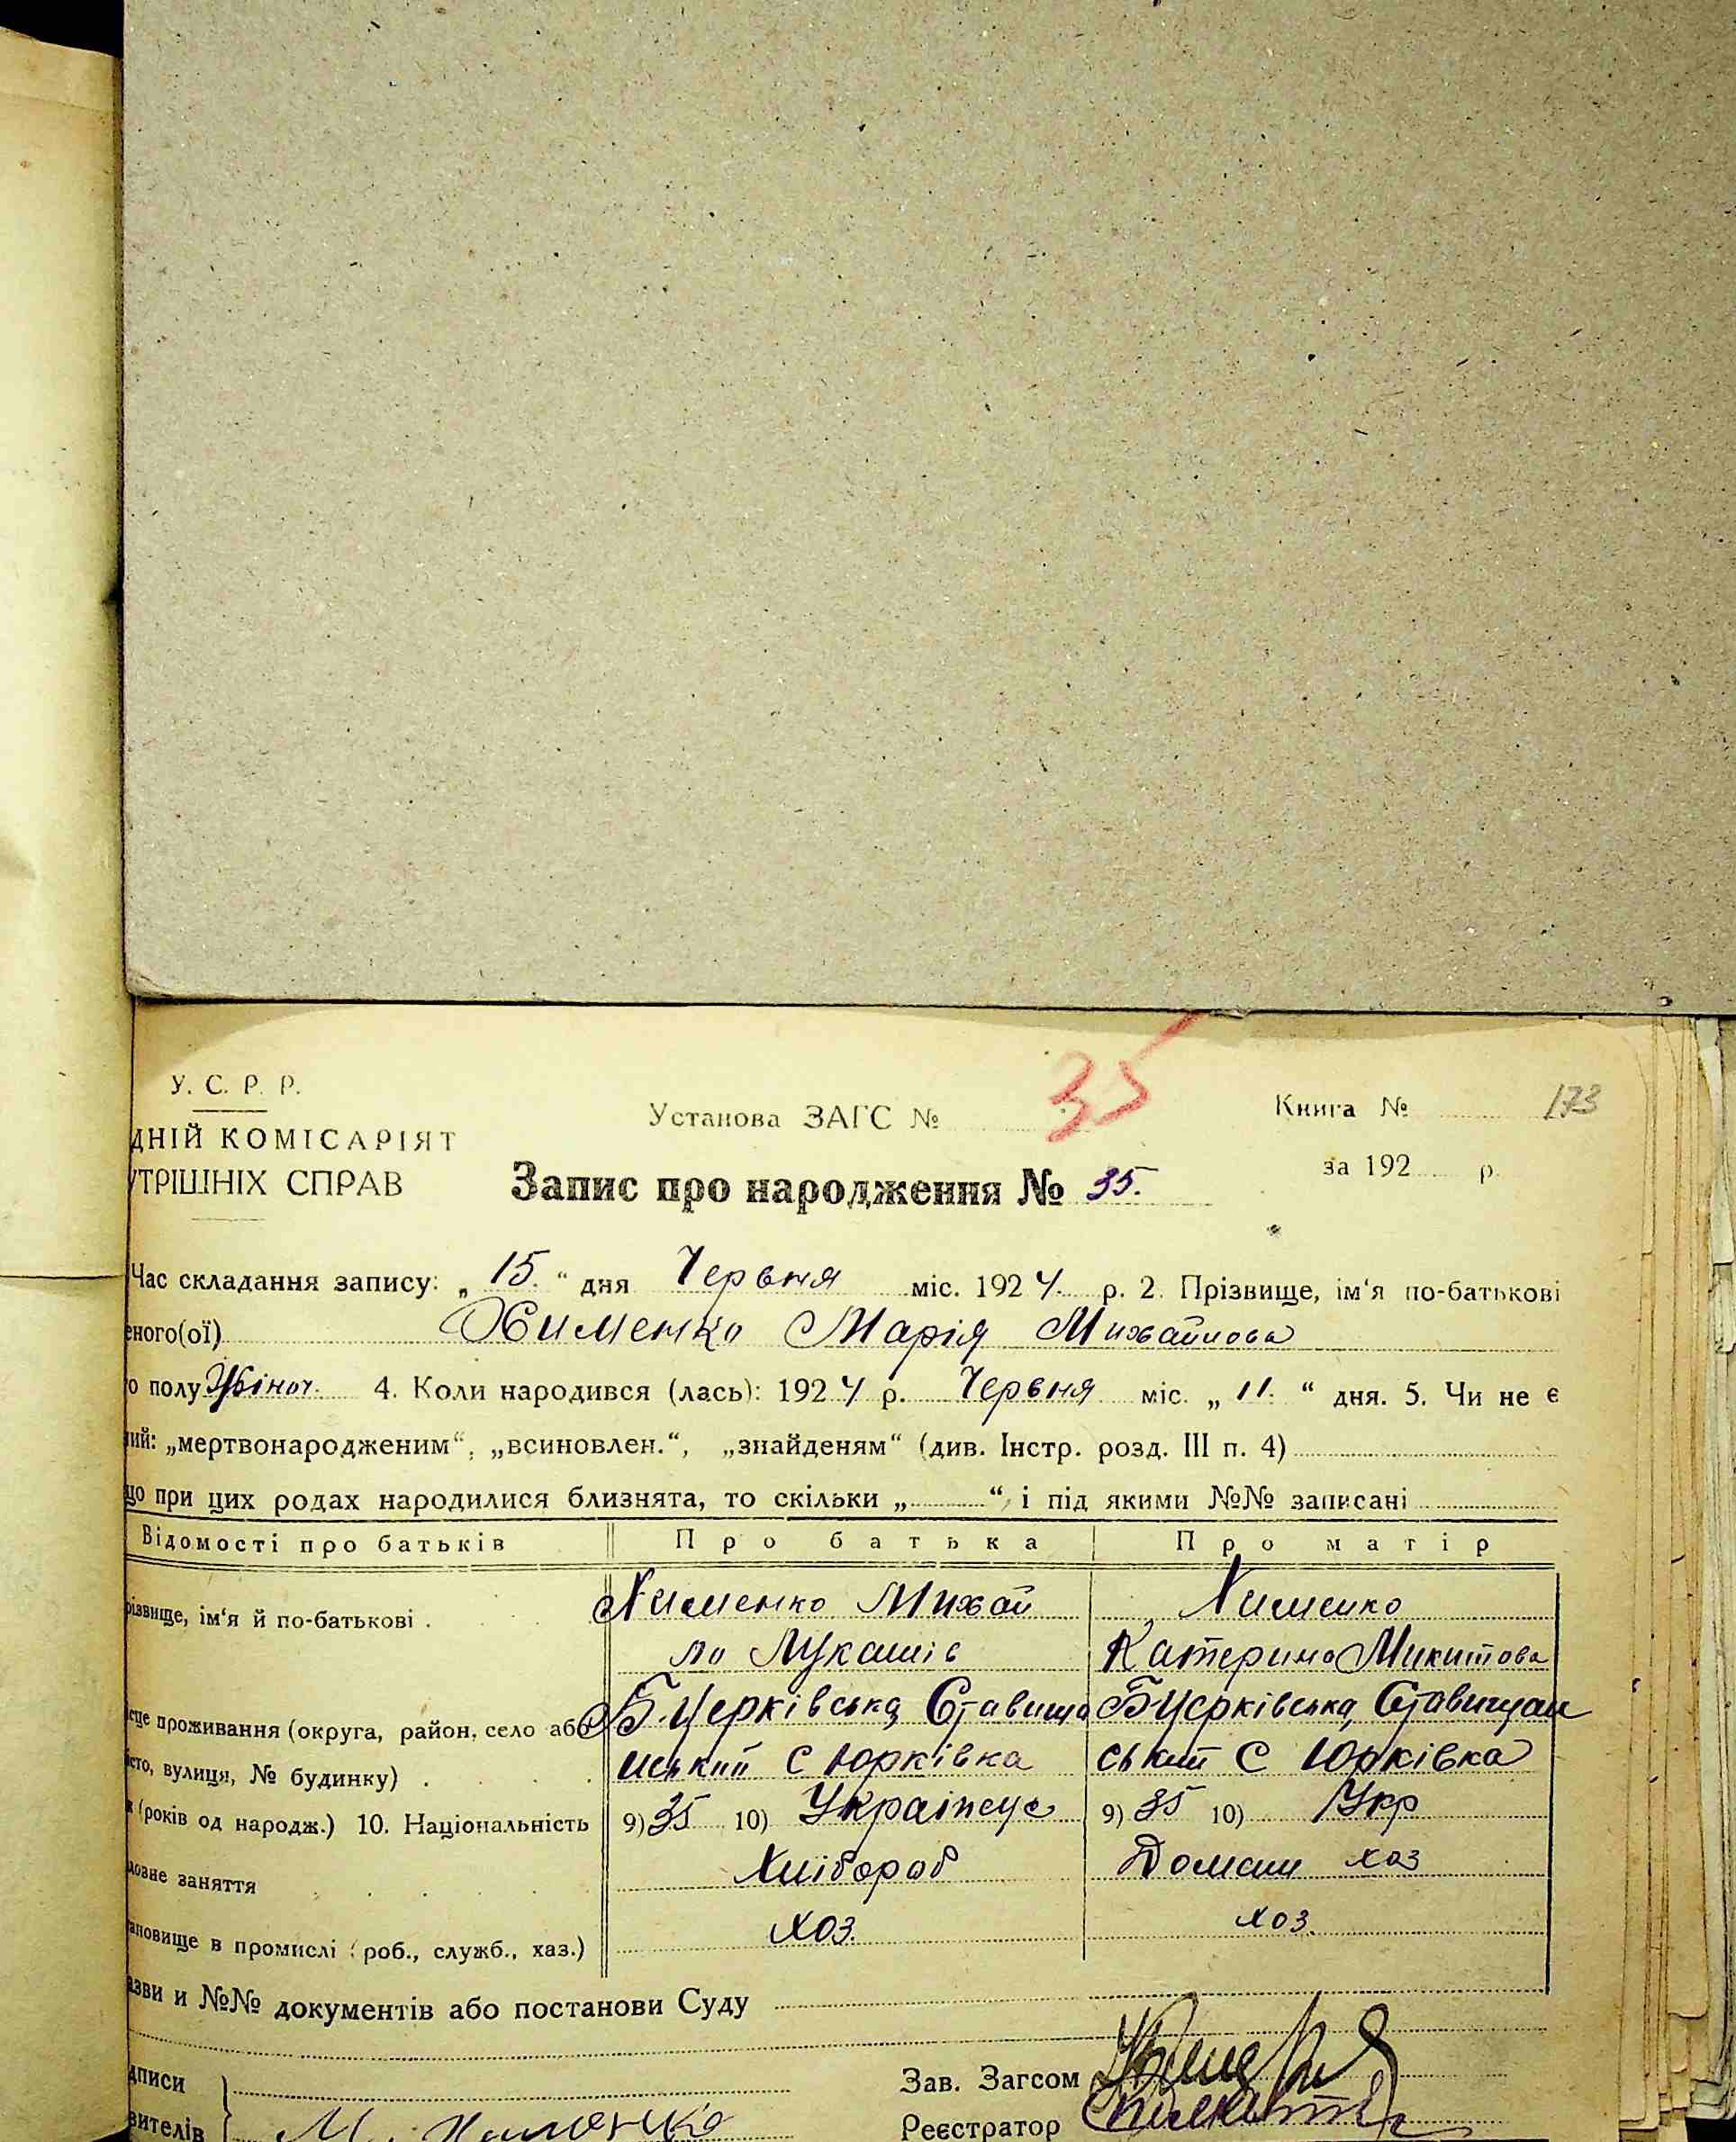 35
У. С. Р. Р.
Установа ЗАГС №
Книга № 173
ДНІЙ КОМІСАРІЯТ
УТРІШНІХ СПРАВ
за 192 р.
Запис про народження № 35.
Час складання запису: „ 15. “ дня Червня міс. 1924. р. 2. Прізвище, ім‘я по-батькові
еного(ої) Хименко Марія Михайлова
о полу Жіноч. 4. Коли народився (лась): 1924 р. Червня міс. „ 11. “ дня. 5. Чи не є
ий: „мертвонародженим“, „всиновлен.“, „знайденям“ (див. Інстр. розд. III п. 4)
що при цих родах народилися близнята, то скільки „ “, і під якими №№ записані
Відомості про батьків Про батька Про матір
різвище, ім‘я й по-батькові . Хименко Михай Хименко
ло Лукашів Катерина Микитова
сце проживання (округа, район, село або Б.Церківська, Ставища БЦерківська, Ставищан
істо, вулиця, № будинку) . нський С Юрківка ський С Юрківка
к (років од народж.) 10. Національність 9) 35 10) Українець 9) 35 10) Укр
ловне заняття Хлібороб Домаш хоз
ановище в промислі (роб., служб., хаз.) хоз. хоз.
азви и №№ документів або постанови Суду
дписи
Зав. Загсом
вителів М. Хименко
Реєстратор